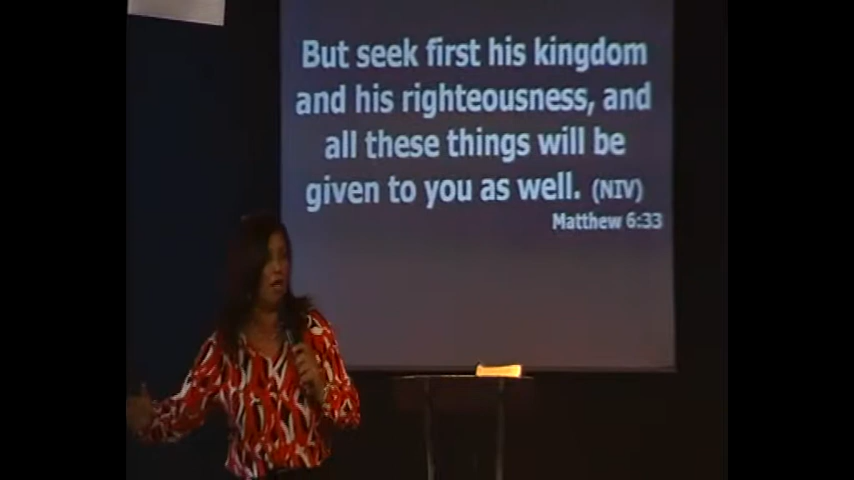 But seek first his kingdom
and his righteousness, and
all these things will be
given to you as well. (NIV)
Matthew 6:33